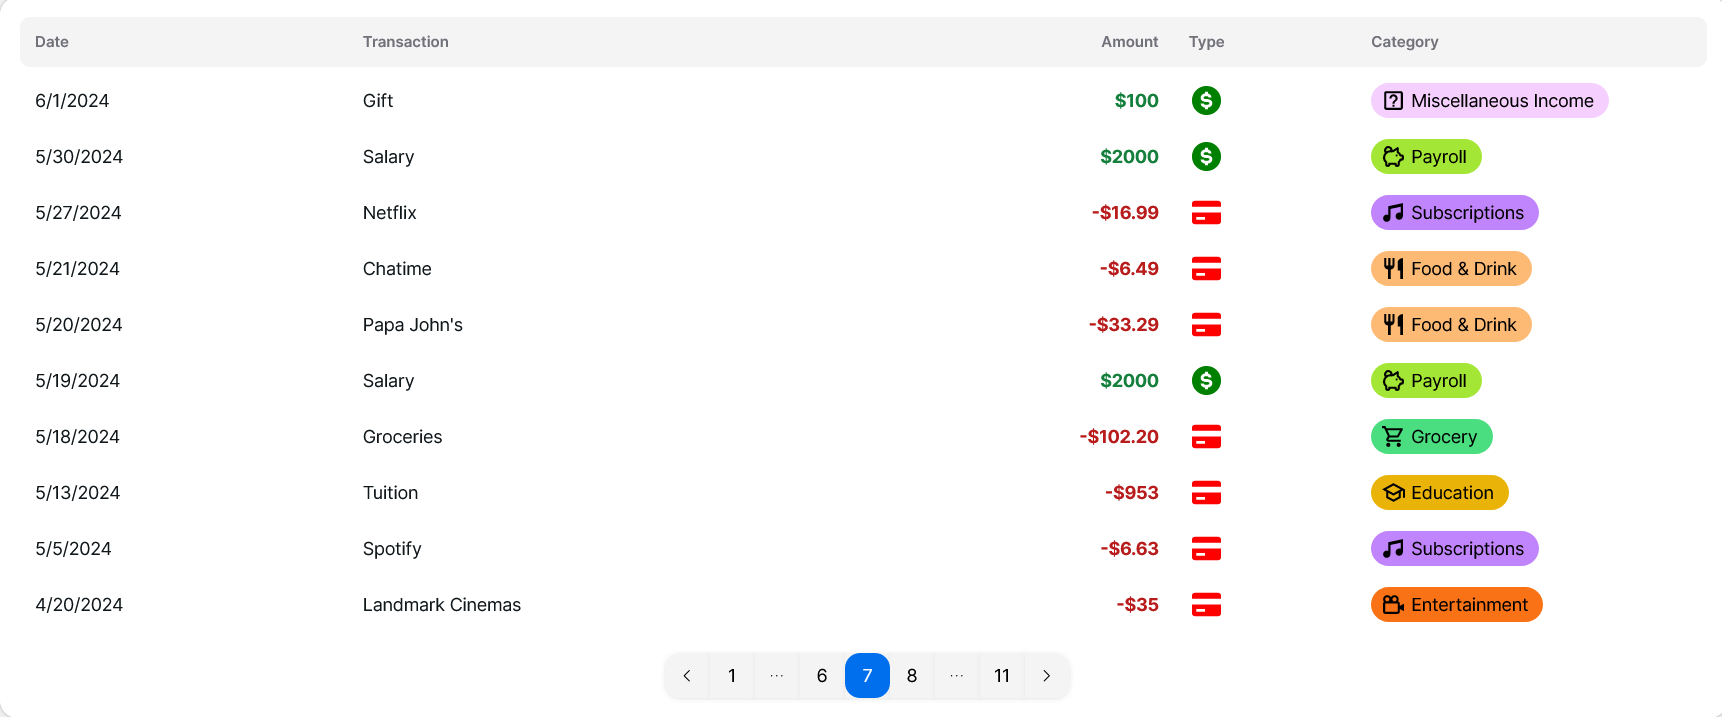 Date Transaction Amount Type Category
6/1/2024 Gift $100 Miscellaneous Income
5/30/2024 Salary $2000 Payroll
5/27/2024 Netflix -$16.99 Subscriptions
5/21/2024 Chatime -$6.49 Food & Drink
5/20/2024 Papa John's -$33.29 Food & Drink
5/19/2024 Salary $2000 Payroll
5/18/2024 Groceries -$102.20 Grocery
5/13/2024 Tuition -$953 Education
5/5/2024 Spotify -$6.63 Subscriptions
4/20/2024 Landmark Cinemas -$35 Entertainment
< 1 ... 6 7 8 ... 11 >